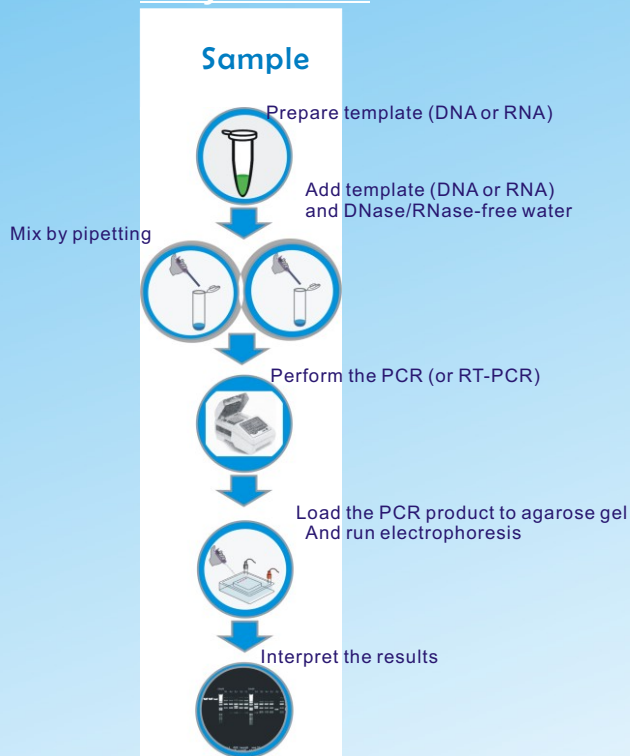 Sample
Prepare template (DNA or RNA)
Add template (DNA or RNA)
and DNase/RNase-free water
Mix by pipetting
Perform the PCR (or RT-PCR)
Load the PCR product to agarose gel
And run electrophoresis
Interpret the results